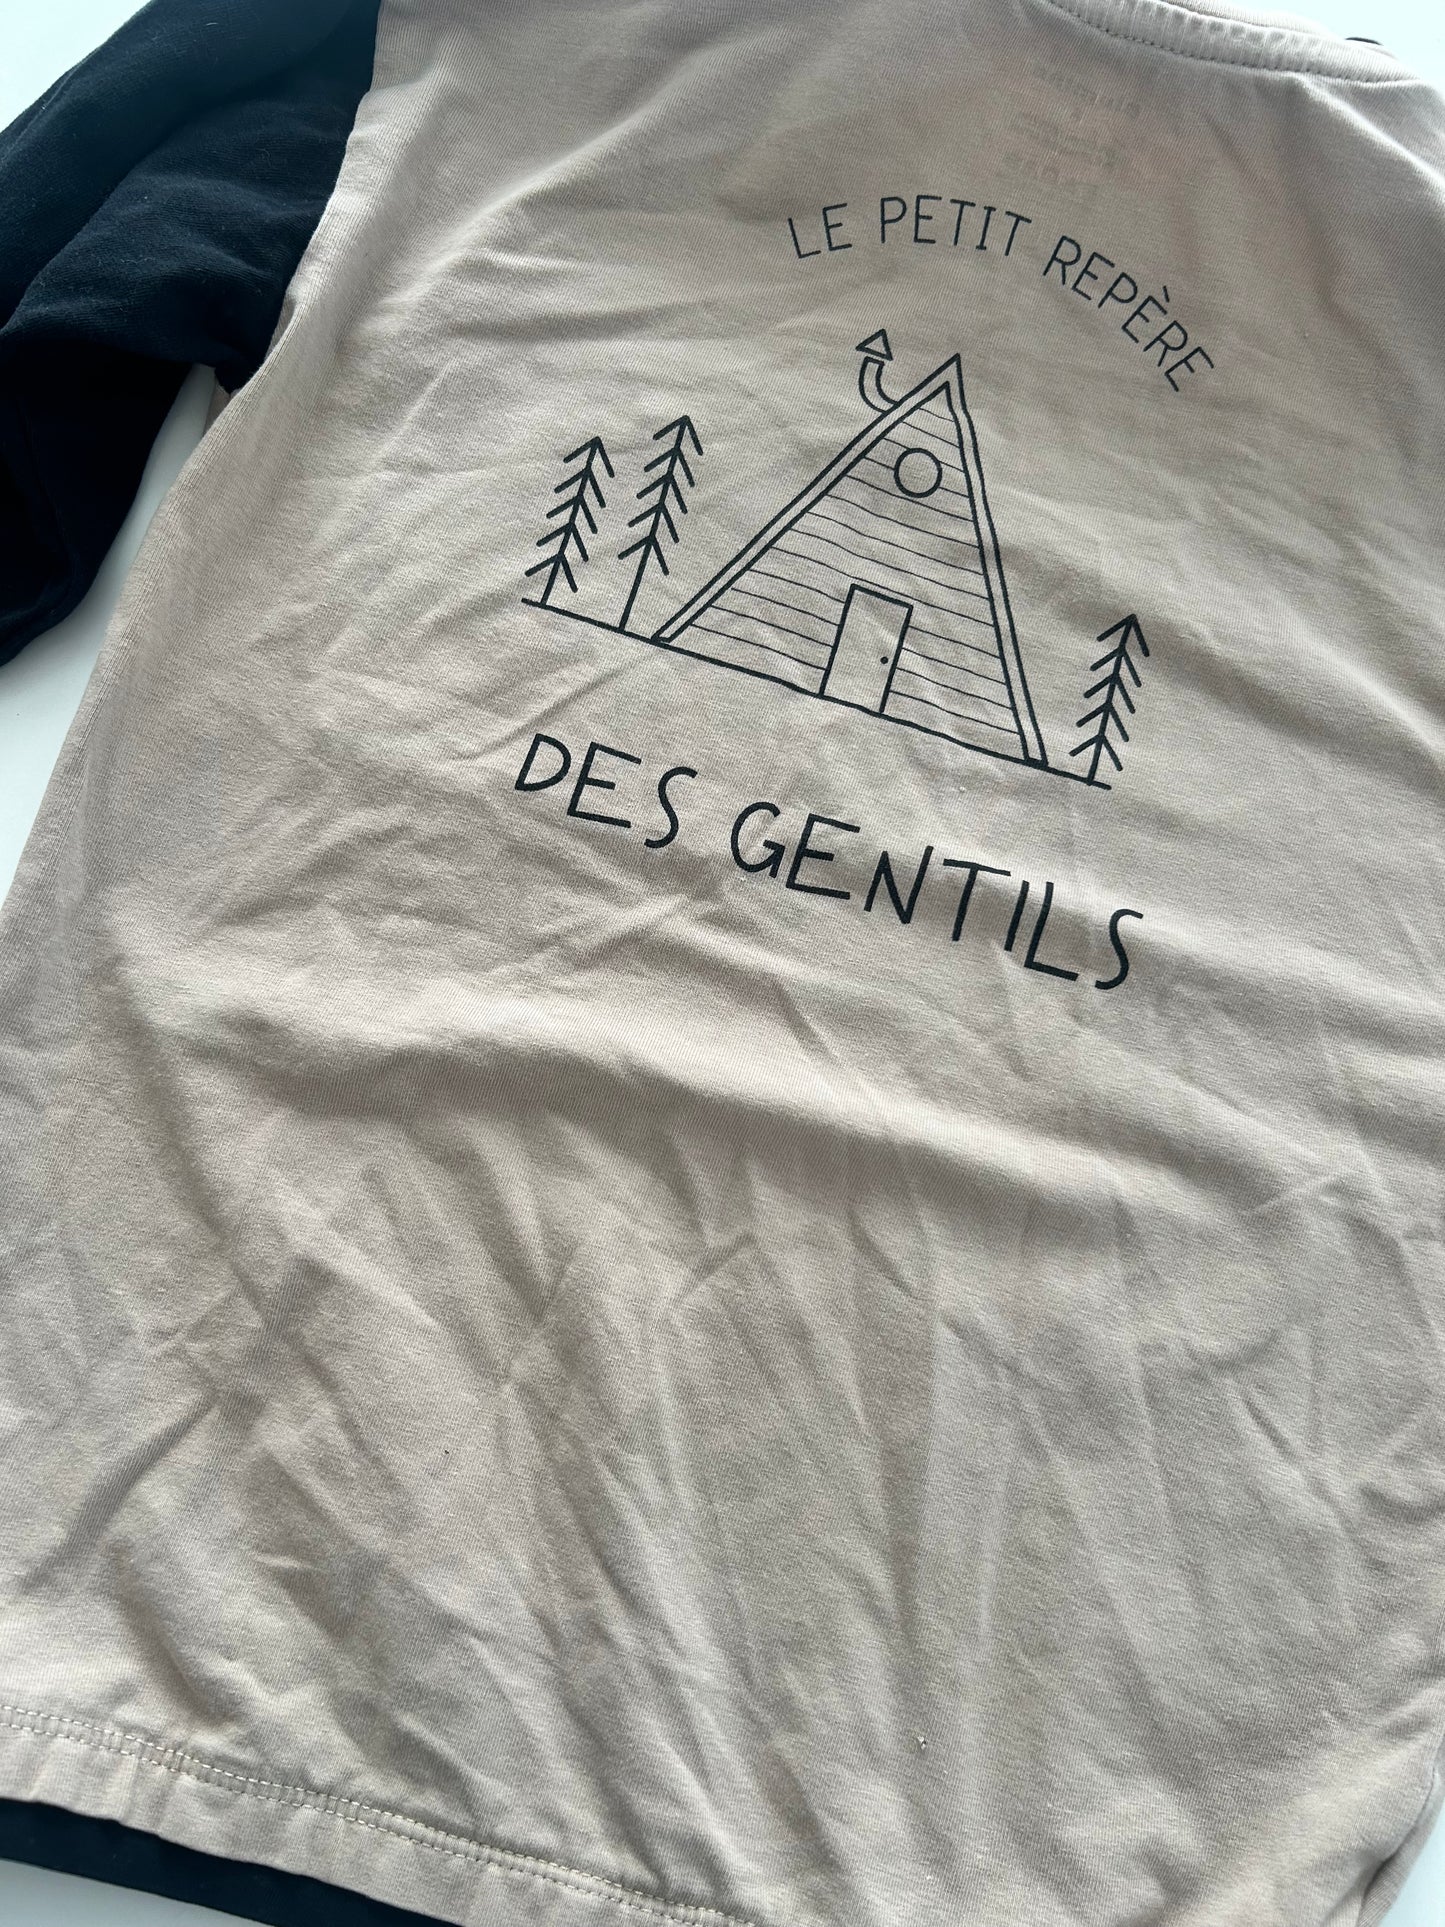 LE PETIT REPÈRE
DES GENTILS